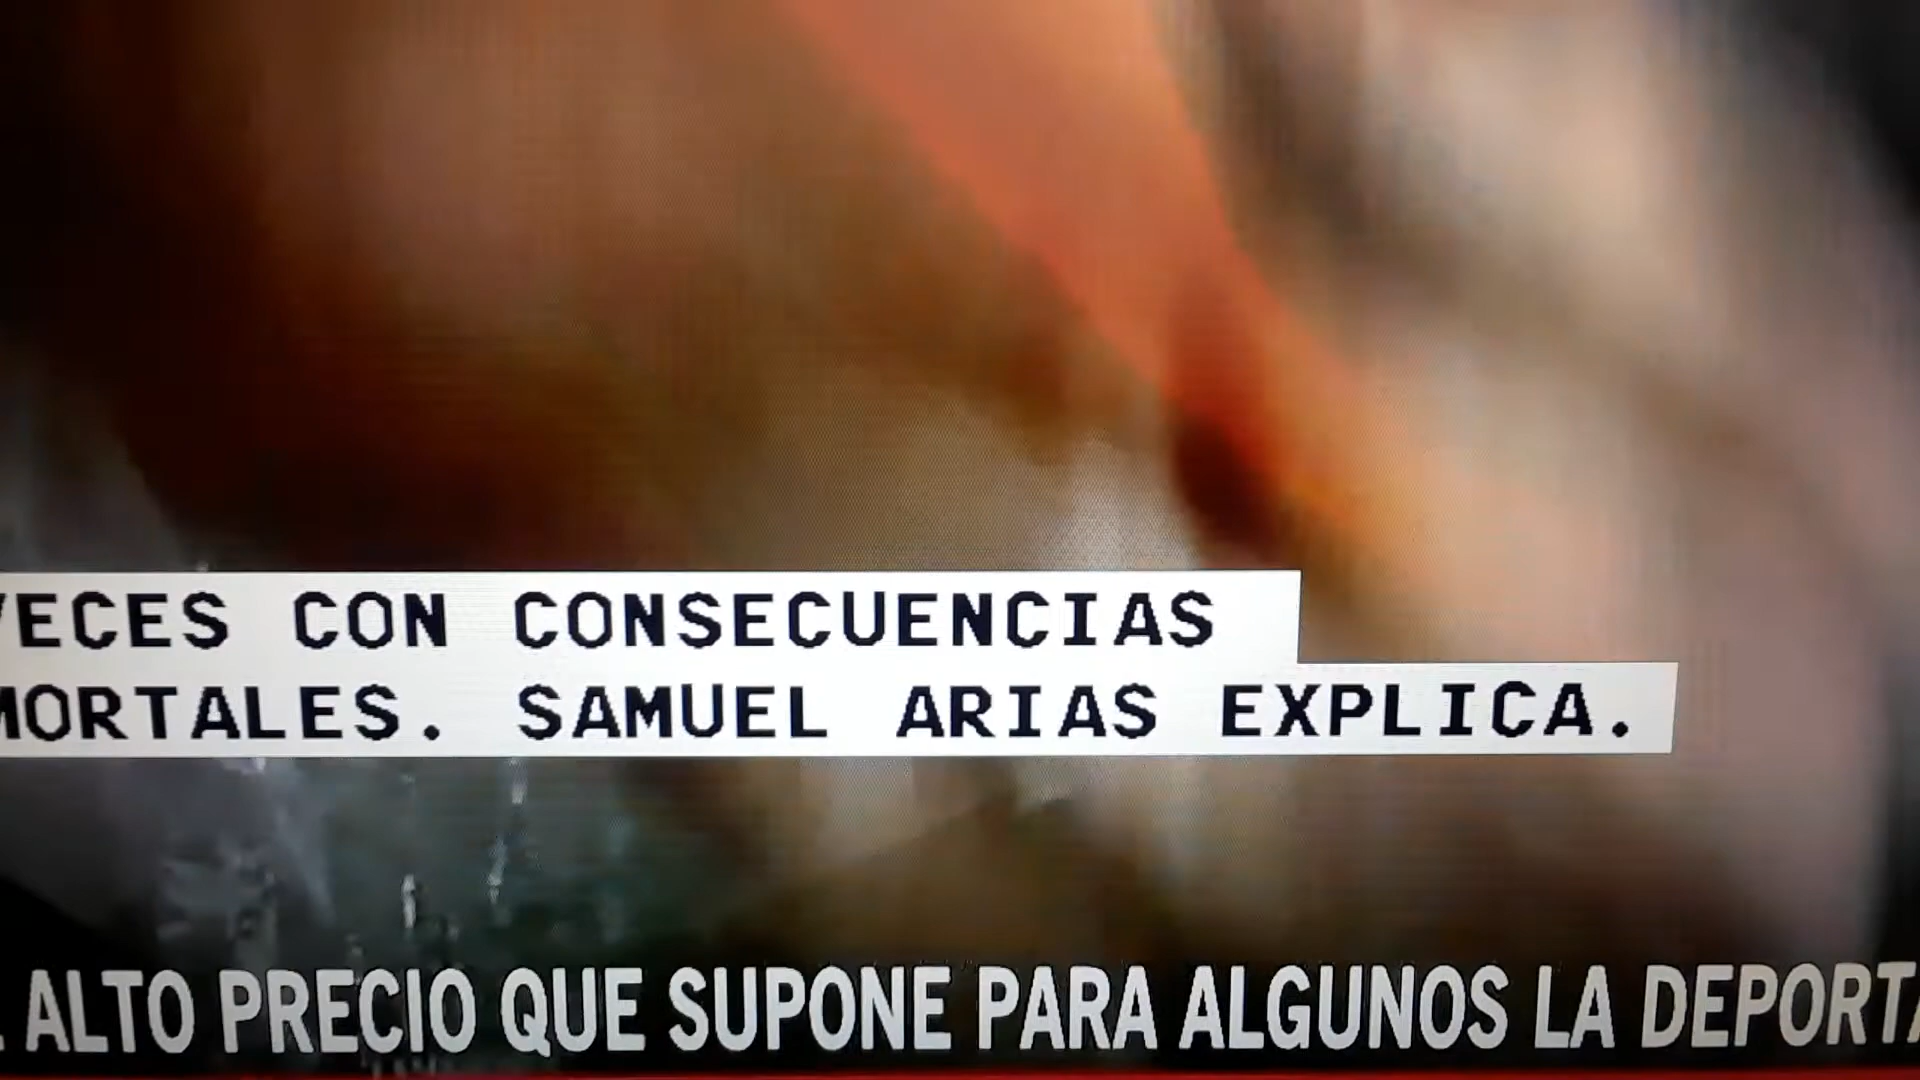 VECES CON CONSECUENCIAS
MORTALES. SAMUEL ARIAS EXPLICA.
ALTO PRECIO QUE SUPONE PARA ALGUNOS LA DEPORTA